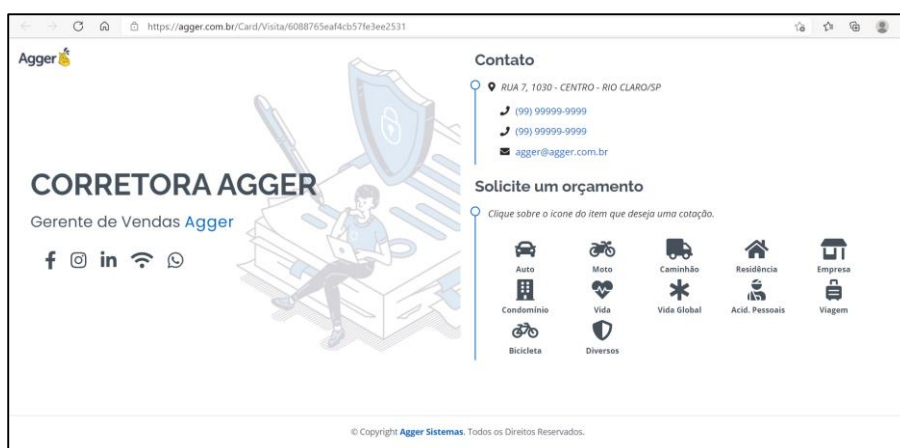 https://agger.com.br/Card/Visita/6088765eaf4cb57fe3ee2531
Agger
CORRETORA AGGER
Gerente de Vendas Agger
Contato
RUA 7, 1030 - CENTRO - RIO CLARO/SP
(99) 99999-9999
(99) 99999-9999
agger@agger.com.br
Solicite um orçamento
Clique sobre o icone do item que deseja uma cotação.
Auto Moto Caminhão Residência Empresa
Condomínio Vida Vida Global Acid. Pessoais Viagem
Bicicleta Diversos
© Copyright Agger Sistemas. Todos os Direitos Reservados.